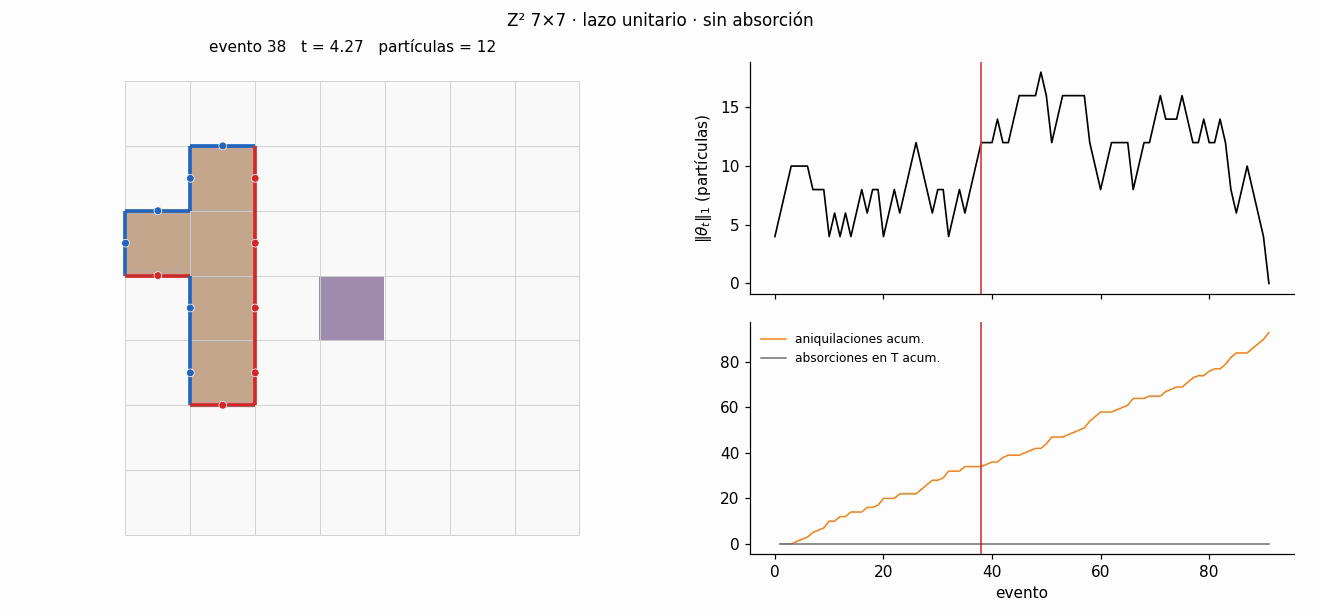 Z² 7×7 · lazo unitario · sin absorción
evento 38   t = 4.27   partículas = 12
‖θₜ‖₁ (partículas)
15
10
5
0
aniquilaciones acum.
absorciones en T acum.
80
60
40
20
0
0 20 40 60 80
evento